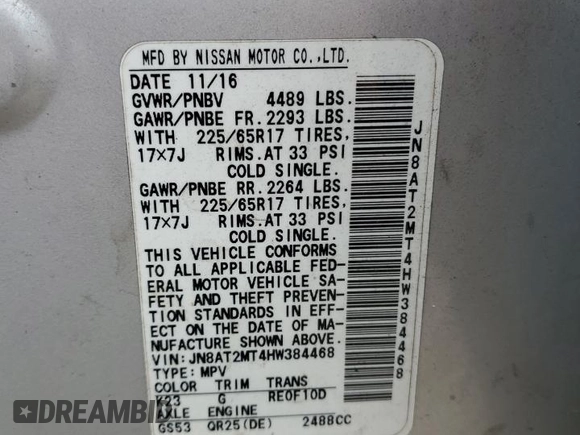 MFD BY NISSAN MOTOR CO.,LTD.
DATE 11/16
GVWR/PNBV 4489 LBS.
GAWR/PNBE FR. 2293 LBS.
WITH 225/65R17 TIRES,
17×7J RIMS.AT 33 PSI
COLD SINGLE.
GAWR/PNBE RR. 2264 LBS.
WITH 225/65R17 TIRES,
17×7J RIMS.AT 33 PSI
COLD SINGLE.
THIS VEHICLE CONFORMS
TO ALL APPLICABLE FED-
ERAL MOTOR VEHICLE SA-
FETY AND THEFT PREVEN-
TION STANDARDS IN EFF-
ECT ON THE DATE OF MA-
NUFACTURE SHOWN ABOVE.
VIN: JN8AT2MT4HW384468
TYPE: MPV
COLOR TRIM TRANS
K23 G RE0F10D
AXLE ENGINE
GS53 QR25(DE) 2488CC
JN8AT2MT4HW384468
DREAMBID